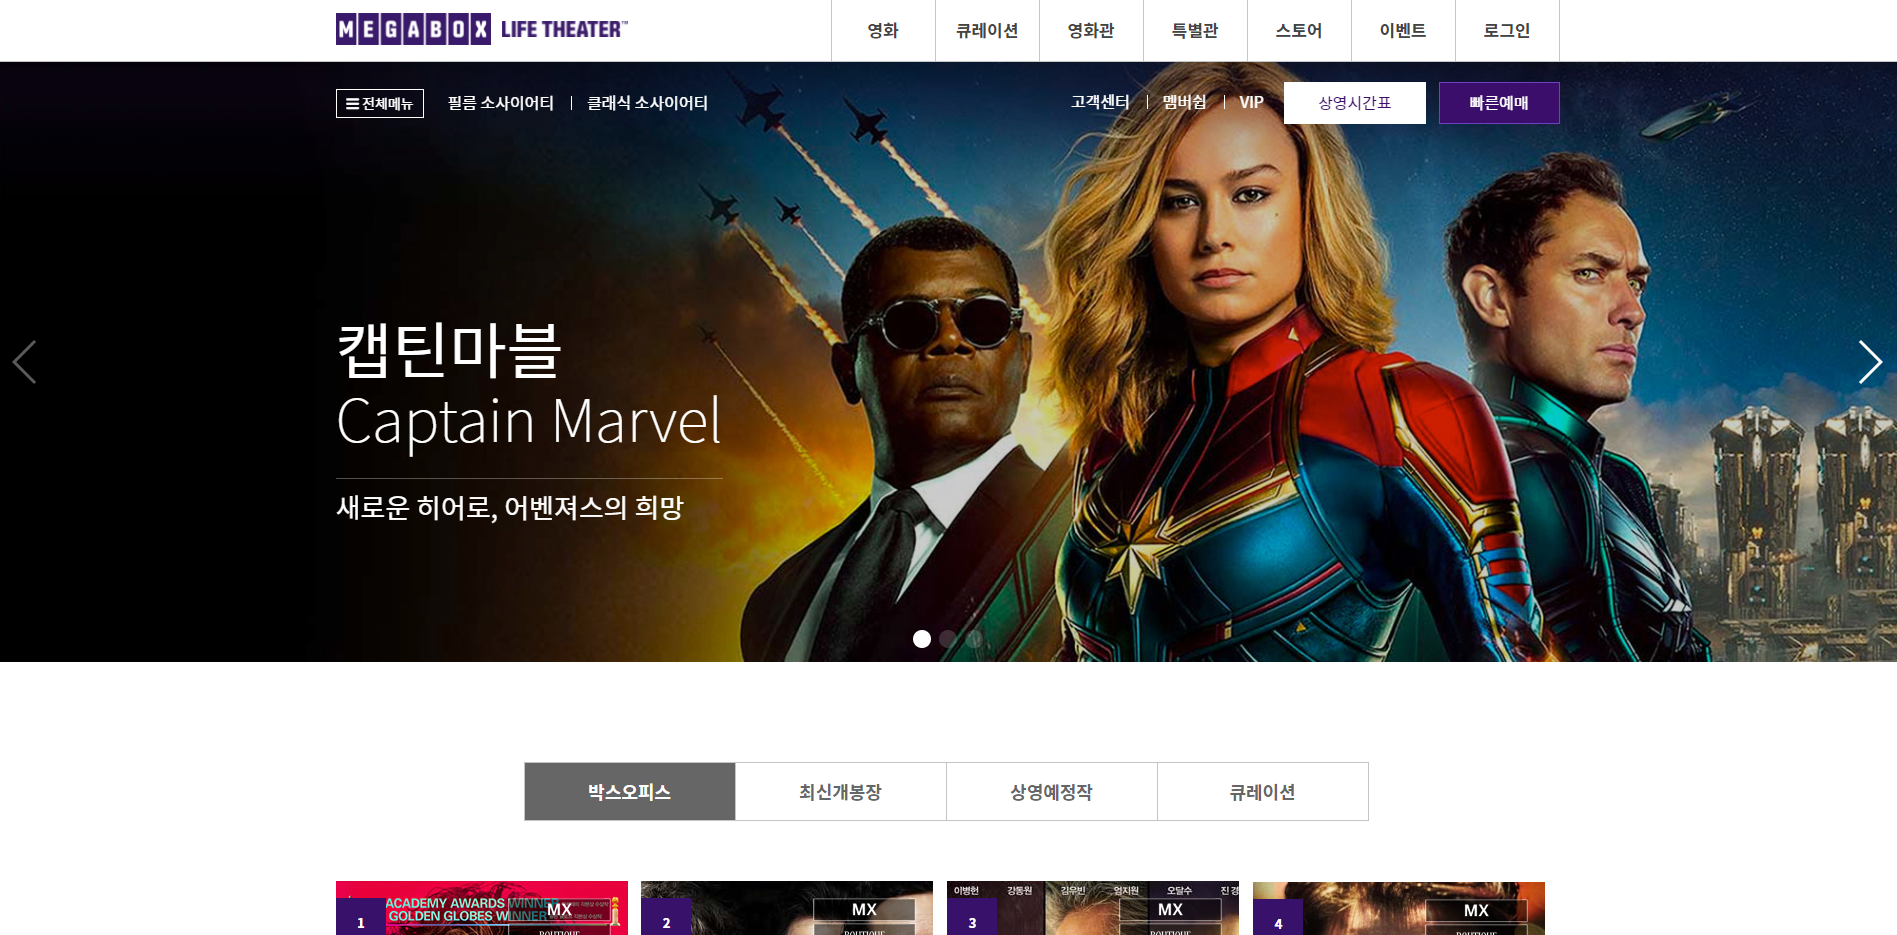 MEGABOX LIFE THEATER™
영화 큐레이션 영화관 특별관 스토어 이벤트 로그인
전체메뉴 필름 소사이어티 클래식 소사이어티 고객센터 멤버쉽 VIP 상영시간표 빠른예매
캡틴마블
Captain Marvel
새로운 히어로, 어벤져스의 희망
박스오피스 최신개봉장 상영예정작 큐레이션
ACADEMY AWARDS WINNER
GOLDEN GLOBES WINNER
1 MX
BOUTIQUE
2 MX
BOUTIQUE
이병헌 강동원 김우빈 엄지원 오달수 진경
3 MX
BOUTIQUE
4 MX
BOUTIQUE